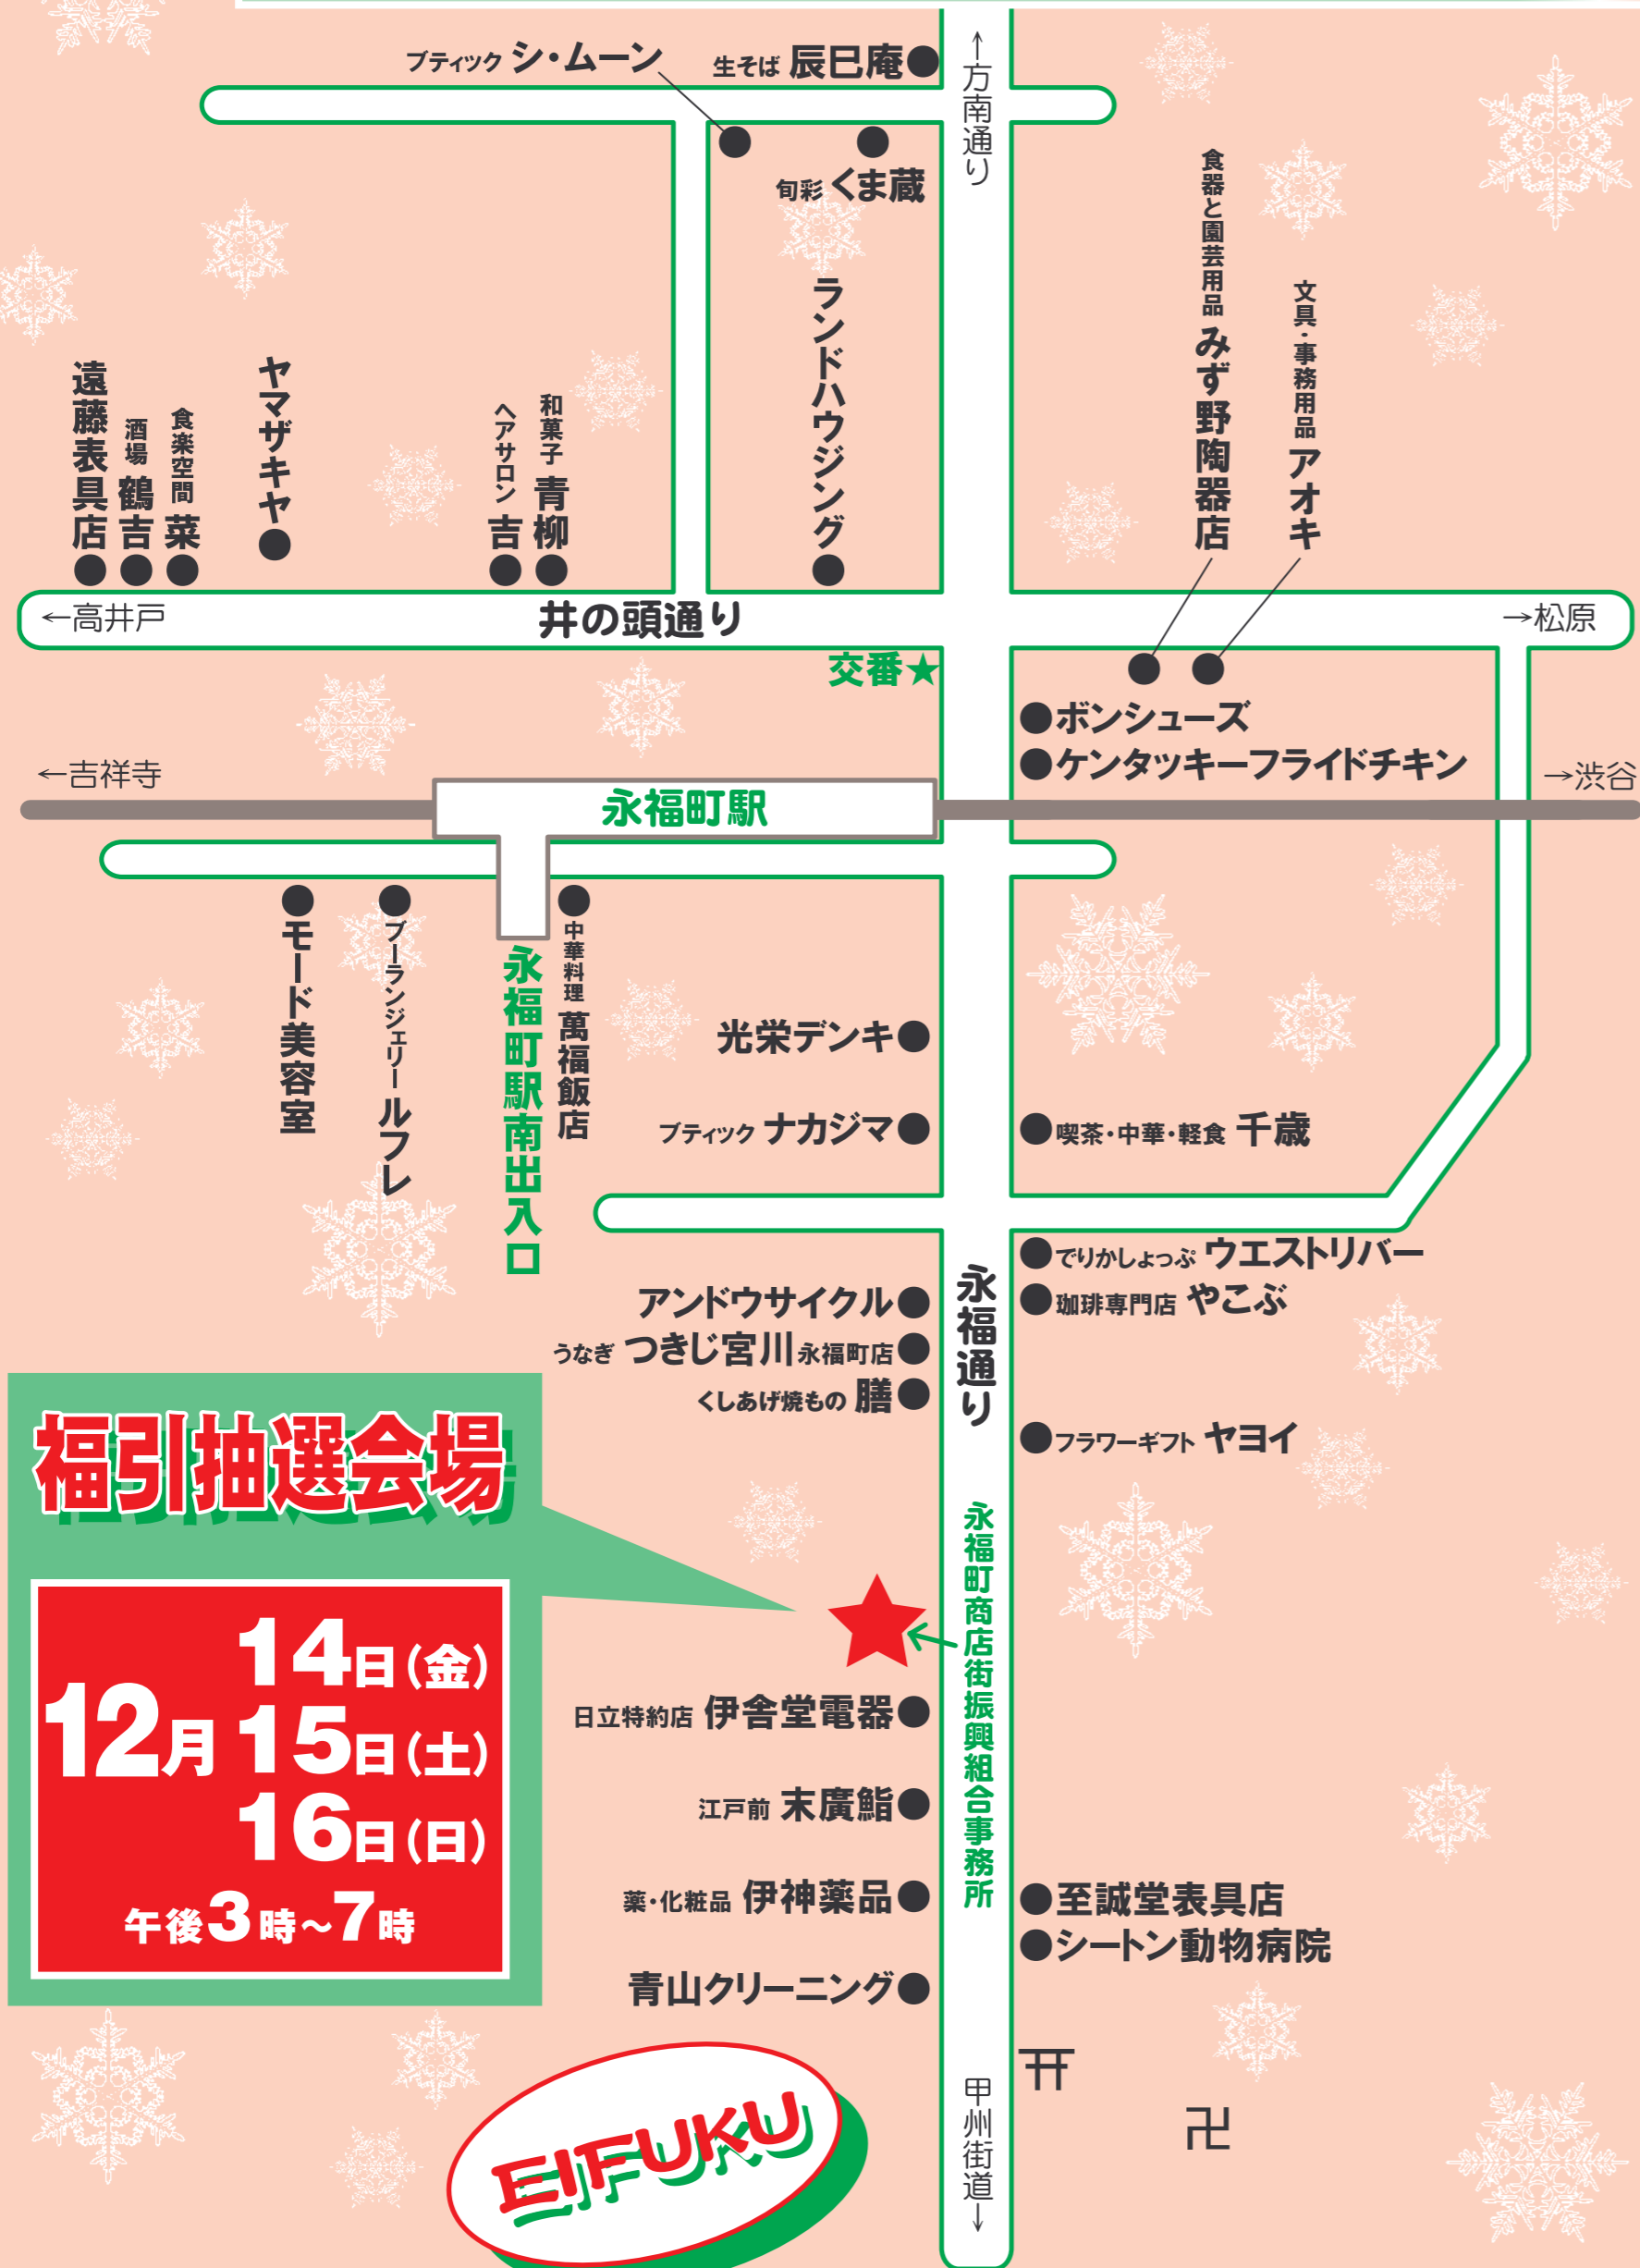 ブティック シ・ムーン
生そば 辰巳庵
←方南通り
旬彩 くま蔵
ランドハウジング
食器と園芸用品 みず野陶器店
文具・事務用品 アオキ
遠藤表具店
酒場 鶴吉
食楽空間 菜
ヤマザキヤ
ヘアサロン 吉
和菓子 青柳
←高井戸
井の頭通り
→松原
交番★
ボンシューズ
ケンタッキーフライドチキン
←吉祥寺
永福町駅
→渋谷
モード美容室
ブーランジェリー ルフレ
永福町駅南出入口
中華料理 萬福飯店
光栄デンキ
ブティック ナカジマ
喫茶・中華・軽食 千歳
でりかしょっぷ ウエストリバー
珈琲専門店 やこぶ
アンドウサイクル
うなぎ つきじ宮川 永福町店
くしあげ焼もの 膳
永福通り
フラワーギフト ヤヨイ
福引抽選会場
12月
14日(金)
15日(土)
16日(日)
午後3時〜7時
永福町商店街振興組合事務所
日立特約店 伊舎堂電器
江戸前 末廣鮨
薬・化粧品 伊神薬品
青山クリーニング
至誠堂表具店
シートン動物病院
卍
甲州街道→
EIFUKU